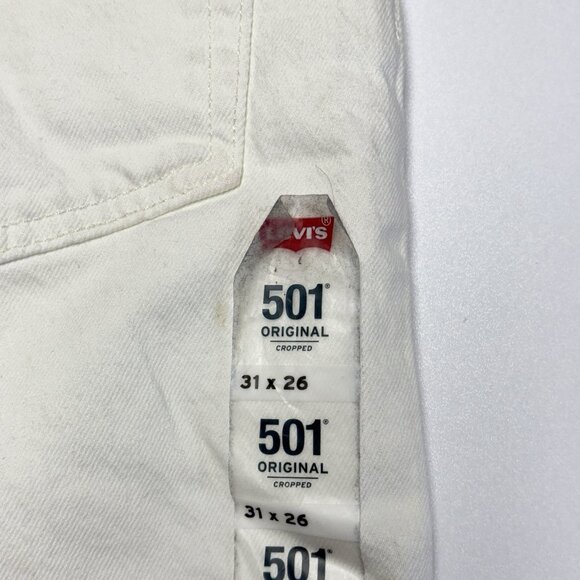 LEVI'S®
501®
ORIGINAL
CROPPED
31 x 26
501®
ORIGINAL
CROPPED
31 x 26
501